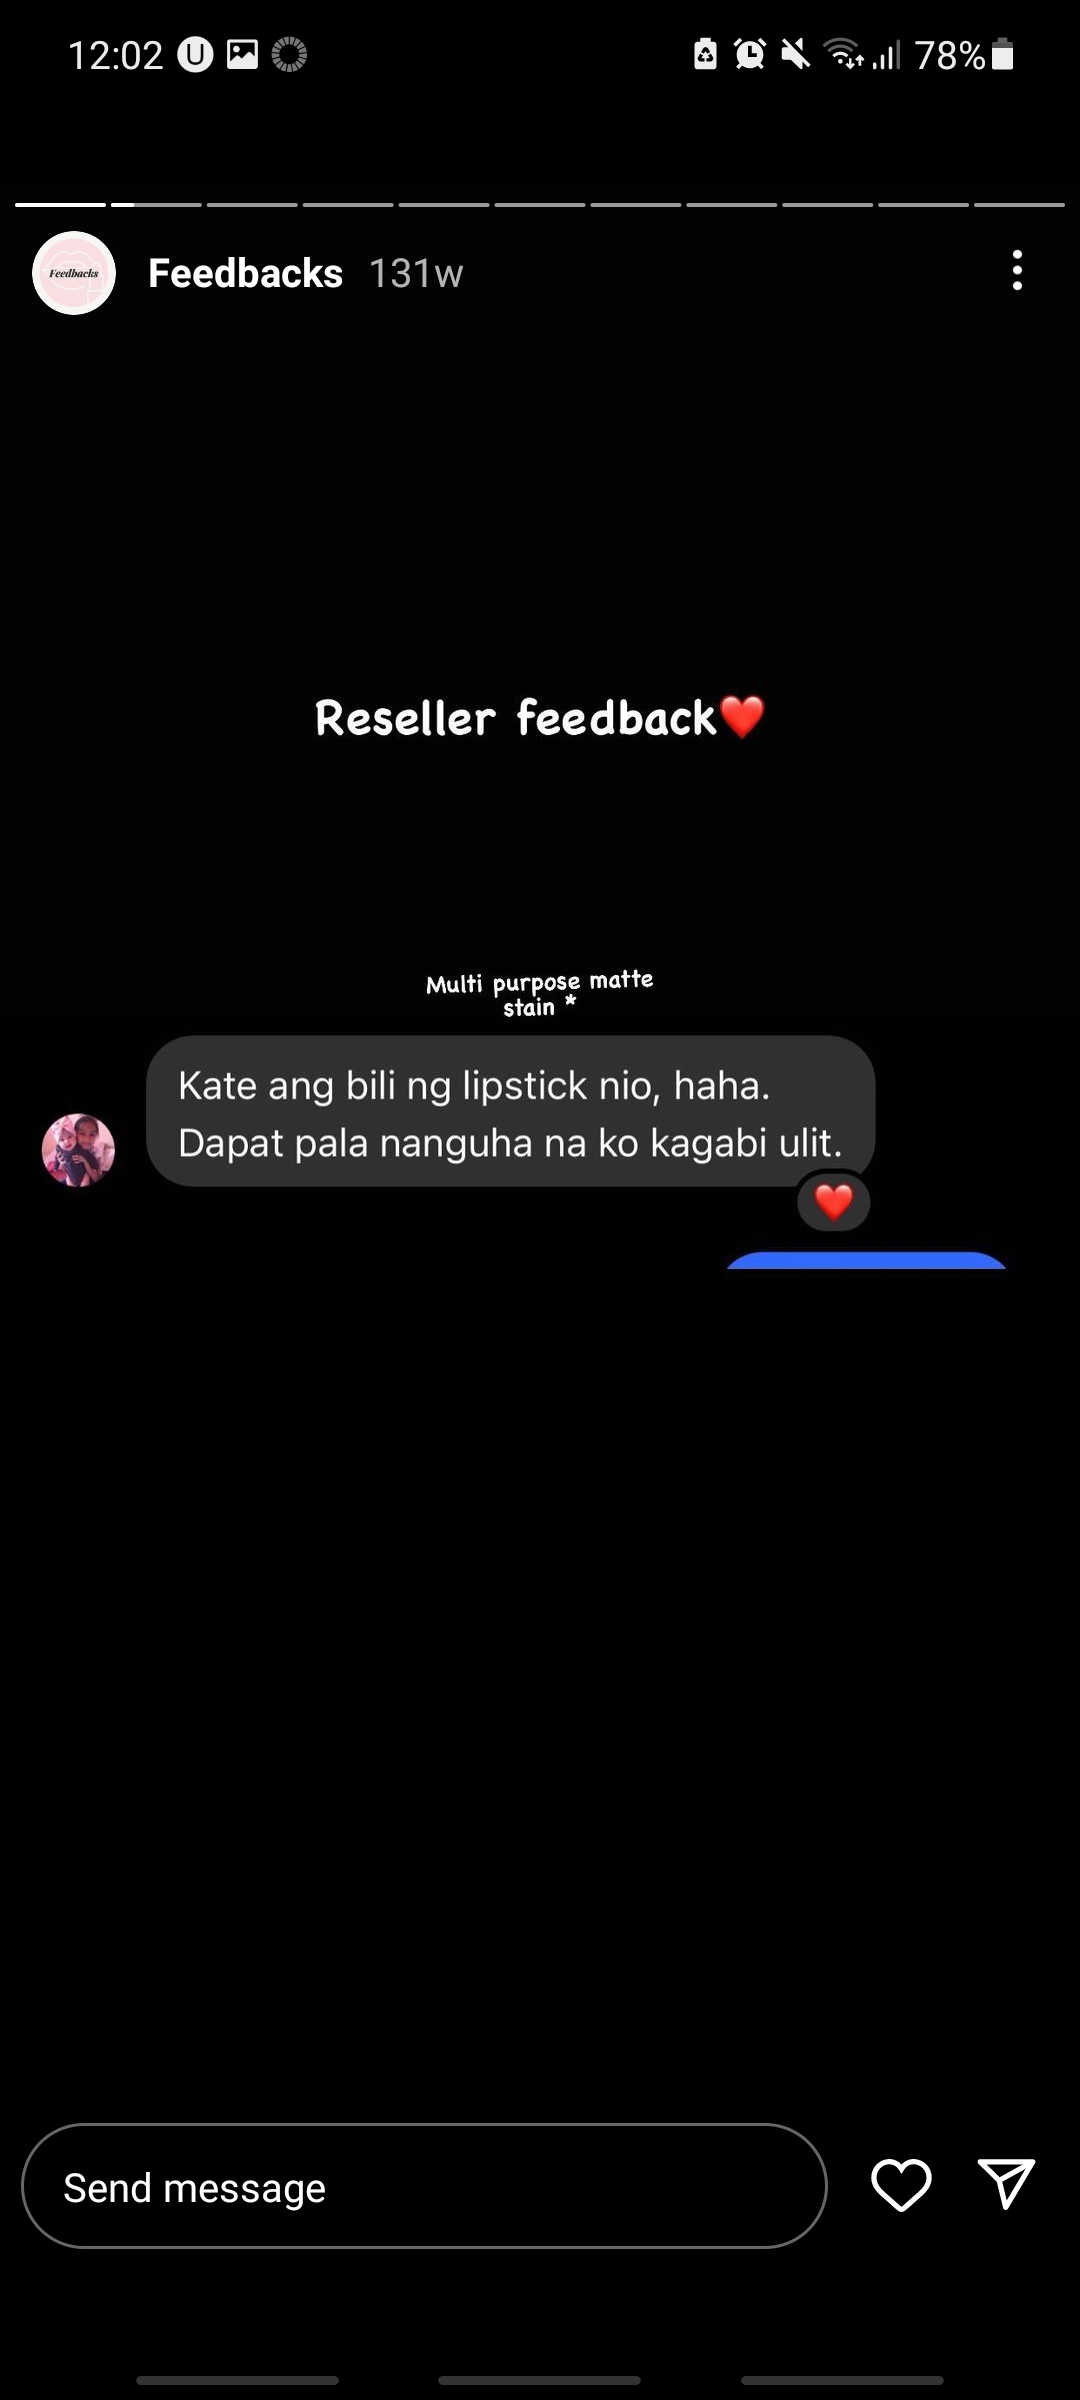 12:02 U 78%
Feedbacks
Feedbacks 131w
Reseller feedback❤️
Multi purpose matte
stain *
Kate ang bili ng lipstick nio, haha.
Dapat pala nanguha na ko kagabi ulit.
❤️
Send message